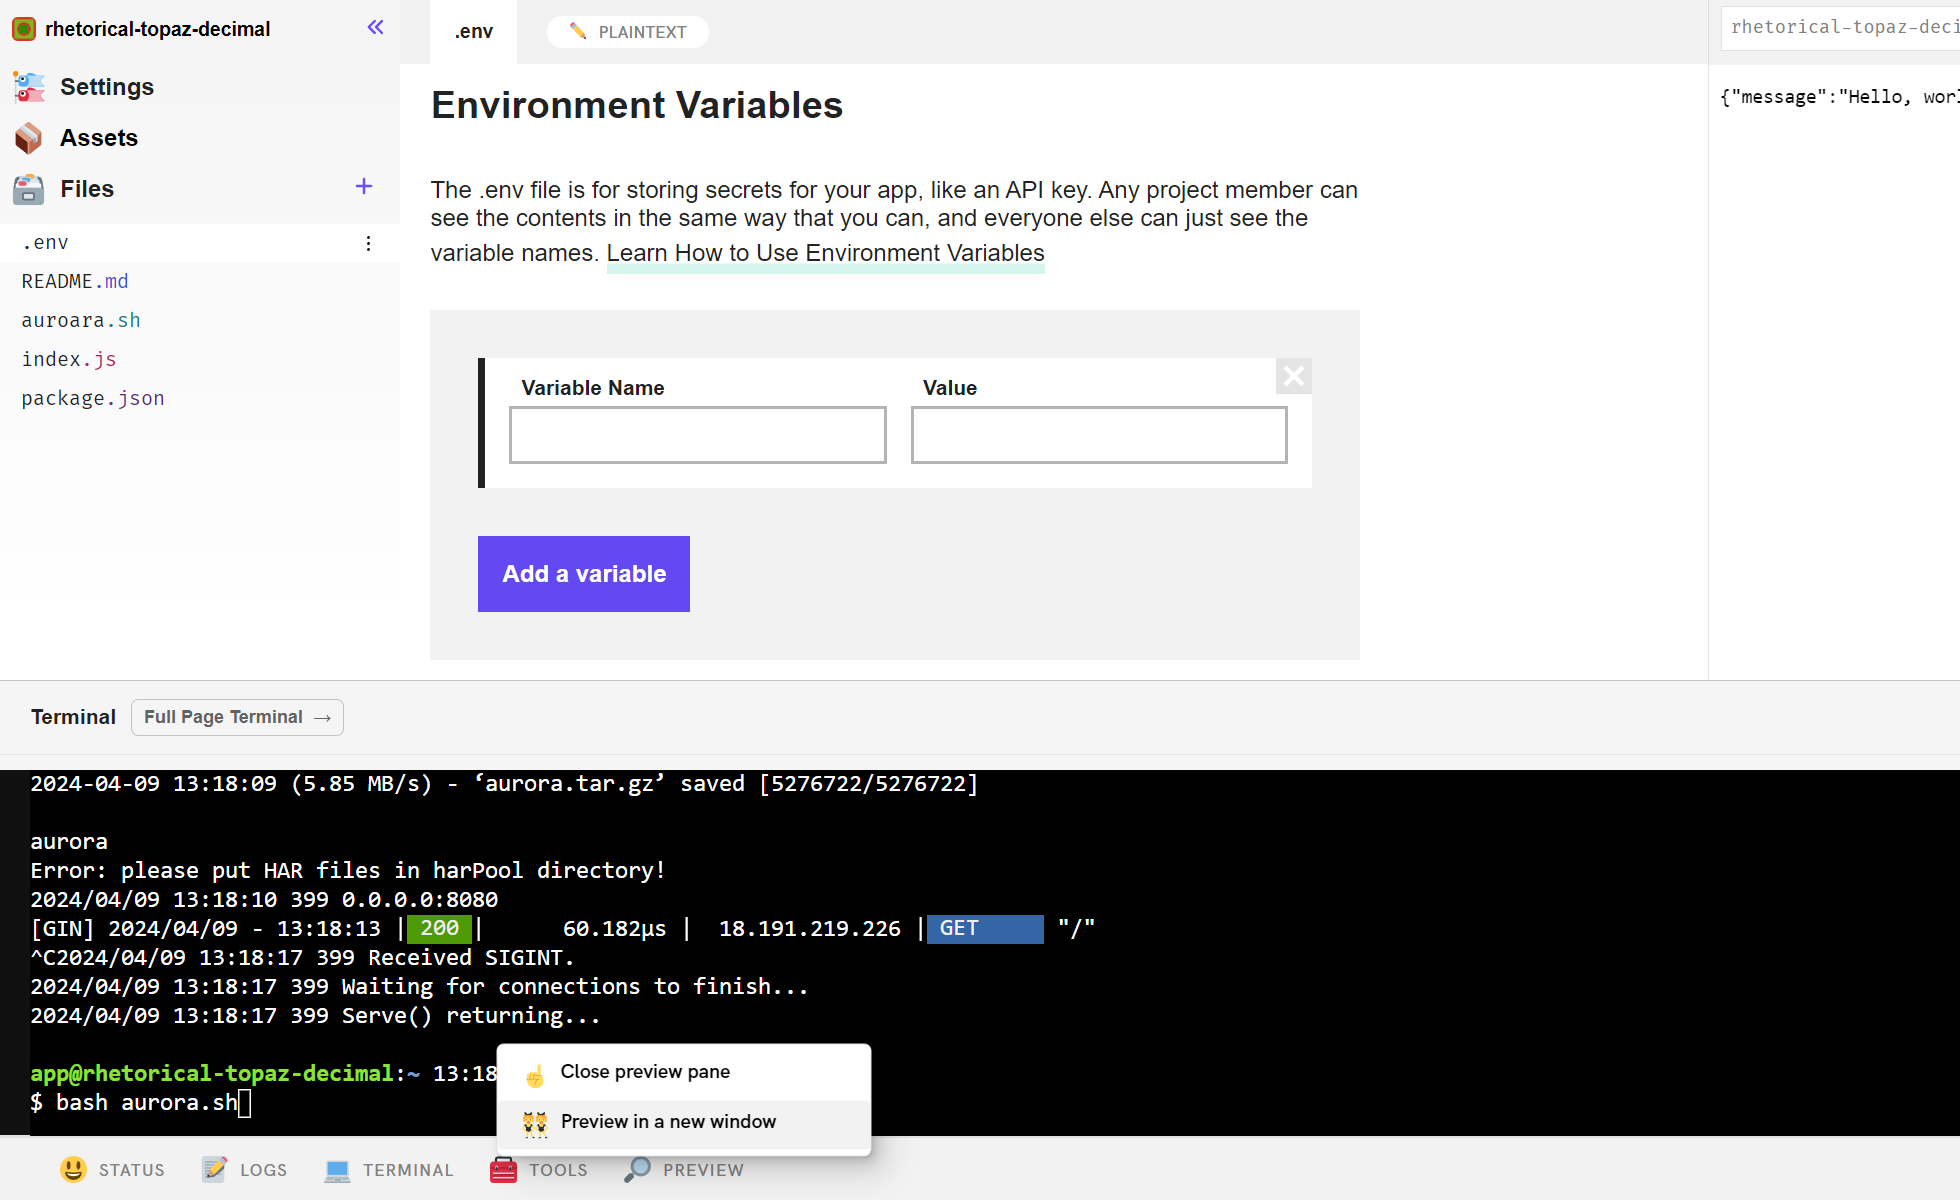 rhetorical-topaz-decimal
Settings
Assets
Files
.env
README.md
auroara.sh
index.js
package.json
.env
PLAINTEXT
Environment Variables
The .env file is for storing secrets for your app, like an API key. Any project member can
see the contents in the same way that you can, and everyone else can just see the
variable names. Learn How to Use Environment Variables
Variable Name
Value
Add a variable
rhetorical-topaz-deci
{"message":"Hello, worl
Terminal
Full Page Terminal →
2024-04-09 13:18:09 (5.85 MB/s) - ‘aurora.tar.gz’ saved [5276722/5276722]
aurora
Error: please put HAR files in harPool directory!
2024/04/09 13:18:10 399 0.0.0.0:8080
[GIN] 2024/04/09 - 13:18:13 | 200 | 60.182µs | 18.191.219.226 | GET "/"
^C2024/04/09 13:18:17 399 Received SIGINT.
2024/04/09 13:18:17 399 Waiting for connections to finish...
2024/04/09 13:18:17 399 Serve() returning...
app@rhetorical-topaz-decimal:~ 13:18
$ bash aurora.sh
Close preview pane
Preview in a new window
STATUS
LOGS
TERMINAL
TOOLS
PREVIEW